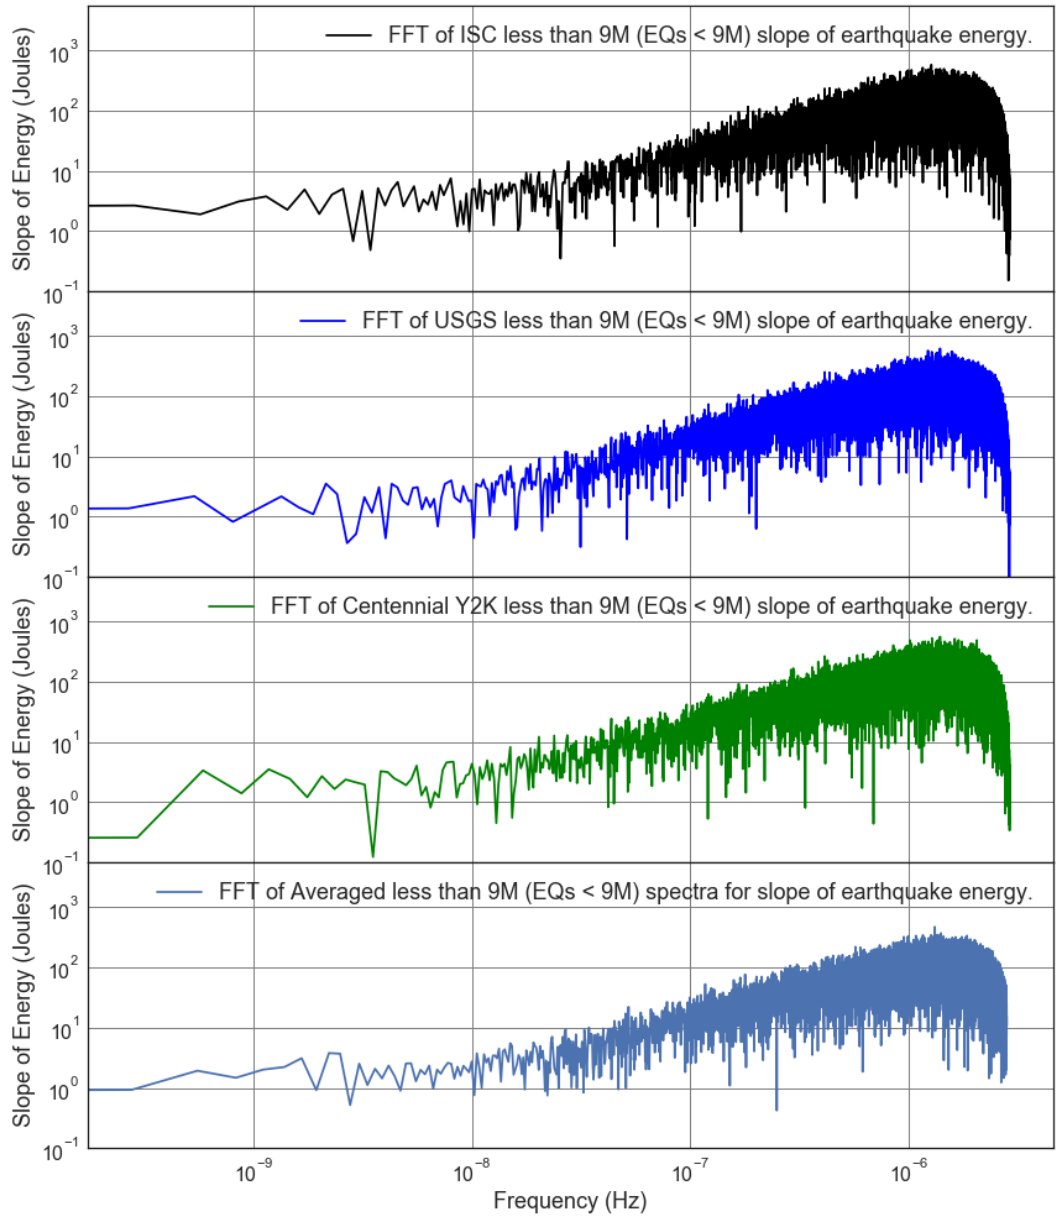 FFT of ISC less than 9M (EQs < 9M) slope of earthquake energy.
Slope of Energy (Joules)
10³
10²
10¹
10⁰
10⁻¹
FFT of USGS less than 9M (EQs < 9M) slope of earthquake energy.
Slope of Energy (Joules)
10³
10²
10¹
10⁰
10⁻¹
FFT of Centennial Y2K less than 9M (EQs < 9M) slope of earthquake energy.
Slope of Energy (Joules)
10³
10²
10¹
10⁰
10⁻¹
FFT of Averaged less than 9M (EQs < 9M) spectra for slope of earthquake energy.
Slope of Energy (Joules)
10³
10²
10¹
10⁰
10⁻¹
10⁻⁹ 10⁻⁸ 10⁻⁷ 10⁻⁶
Frequency (Hz)